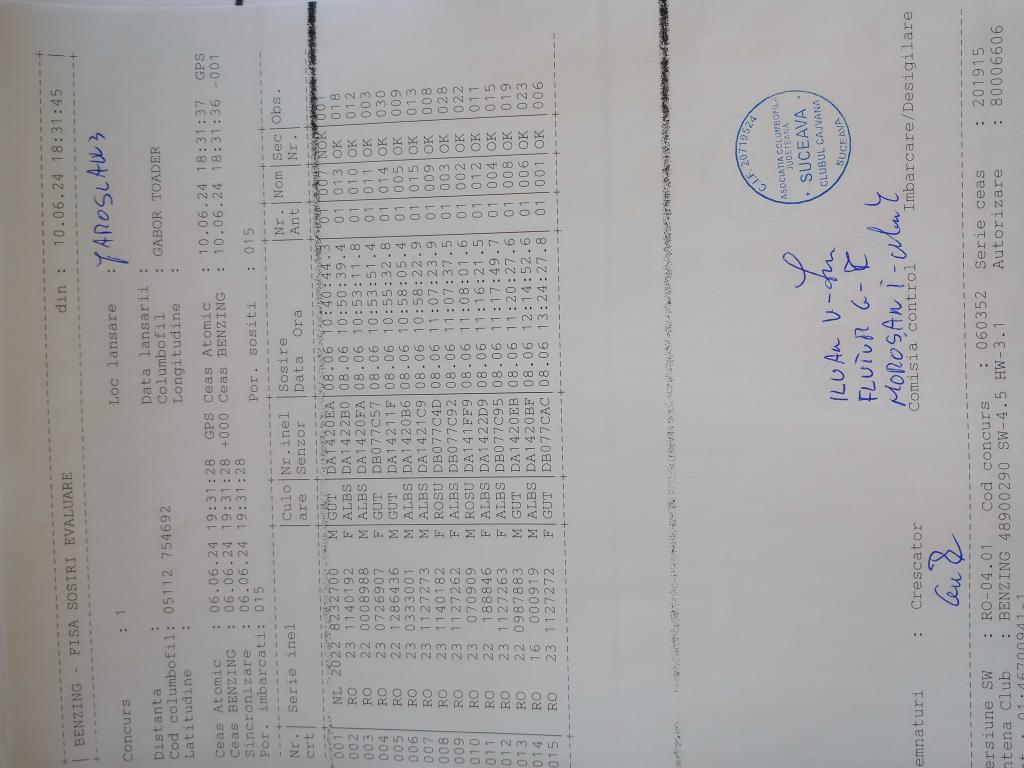 BENZING - FISA SOSIRI EVALUARE din : 10.06.24 18:31:45
Concurs : 1 Loc lansare : YAROSLAV 3
Distanta : Data lansarii :
Cod columbofil: 05112 754692 Columbofil : GABOR TOADER
Latitudine : Longitudine :
Ceas Atomic : 06.06.24 19:31:28 GPS Ceas Atomic : 10.06.24 18:31:37 GPS
Ceas BENZING : 06.06.24 19:31:28 +000 Ceas BENZING : 10.06.24 18:31:36 -001
Sincronizare : 06.06.24 19:31:28
Por. imbarcati: 015 Por. sositi : 015
Nr. | Serie inel | Culo | Nr.inel | Sosire | Nr. | Nom | Sec | Obs.
crt | are | Senzor | Data Ora | Ant | Nr. |
001 NL 2022 8242700 M GUT DA1420EA 08.06 10:40:44.3 01 007 NOK 001
002 RO 23 1140192 F ALBS DA1422B0 08.06 10:50:39.4 01 013 OK 018
003 RO 22 0008988 M ALBS DA1420FA 08.06 10:53:11.8 01 010 OK 012
004 RO 23 0726907 F GUT DB077C57 08.06 10:53:51.4 01 011 OK 003
005 RO 22 1286436 M GUT DA14211F 08.06 10:55:32.8 01 014 OK 030
006 RO 23 0333001 M ALBS DA1420B6 08.06 10:58:05.4 01 005 OK 009
007 RO 23 1127273 M ALBS DA1421C9 08.06 10:58:22.9 01 015 OK 013
008 RO 23 1140182 F ROSU DB077C4D 08.06 11:07:23.9 01 009 OK 008
009 RO 23 1127262 F ALBS DB077C92 08.06 11:07:37.5 01 003 OK 028
010 RO 23 070909 M ROSU DA141FF9 08.06 11:08:01.6 01 002 OK 022
011 RO 22 188846 F ALBS DA1422D9 08.06 11:16:21.5 01 012 OK 011
012 RO 23 1127263 F ALBS DB077C95 08.06 11:17:49.7 01 004 OK 015
013 RO 22 0987883 M GUT DA1420EB 08.06 11:20:27.6 01 008 OK 019
014 RO 16 000919 M ALBS DA1420BF 08.06 12:14:52.6 01 006 OK 023
015 RO 23 1127272 F GUT DB077CAC 08.06 13:24:27.8 01 001 OK 006
CUI-20719534
ASOCIATIA COLUMBOFILA
JUDETEANA
SUCEAVA
CLUBUL CAJVANA
SUCEAVA
ILUAN V
FLUTUR G
MOROSAN I
emnaturi : Crescator Comisia control Imbarcare/Desigilare
ersiune SW : RO-04.01 Cod concurs : 060352 Serie ceas : 201915
ntena Club : BENZING 48900290 SW-4.5 HW-3.1 Autorizare : 80006606